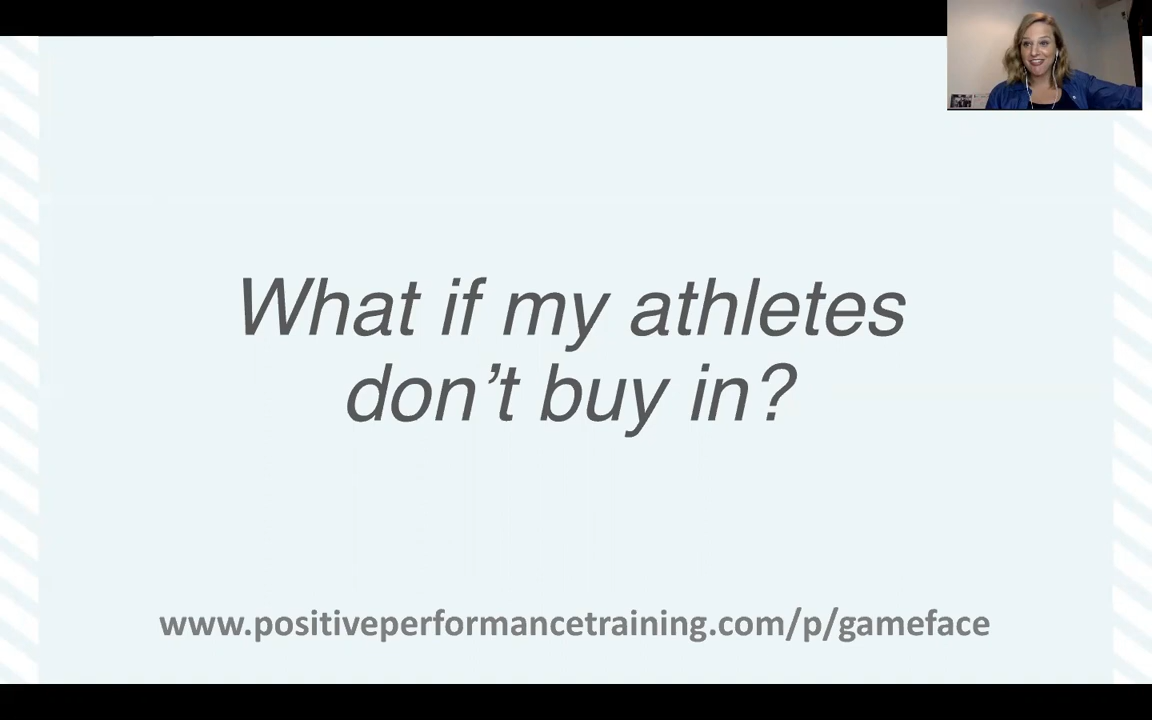 What if my athletes
don’t buy in?
www.positiveperformancetraining.com/p/gameface